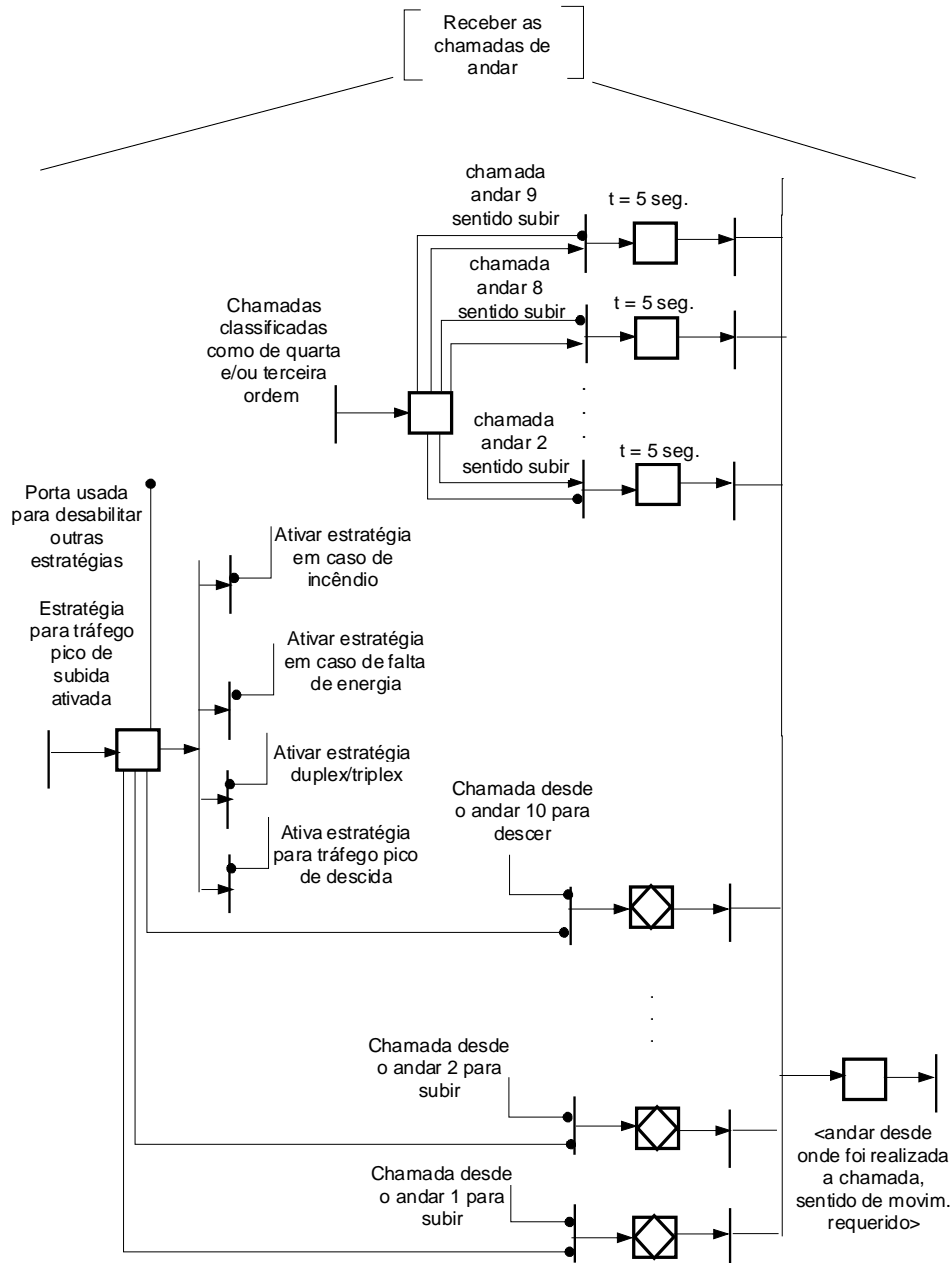 Receber as
chamadas de
andar
chamada
andar 9
sentido subir
t = 5 seg.
chamada
andar 8
sentido subir
t = 5 seg.
Chamadas
classificadas
como de quarta
e/ou terceira
ordem
.
.
.
chamada
andar 2
sentido subir
t = 5 seg.
Porta usada
para desabilitar
outras
estratégias
Estratégia
para tráfego
pico de
subida
ativada
Ativar estratégia
em caso de
incêndio
Ativar estratégia
em caso de falta
de energia
Ativar estratégia
duplex/triplex
Ativa estratégia
para tráfego pico
de descida
Chamada desde
o andar 10 para
descer
.
.
.
Chamada desde
o andar 2 para
subir
Chamada desde
o andar 1 para
subir
<andar desde
onde foi realizada
a chamada,
sentido de movim.
requerido>